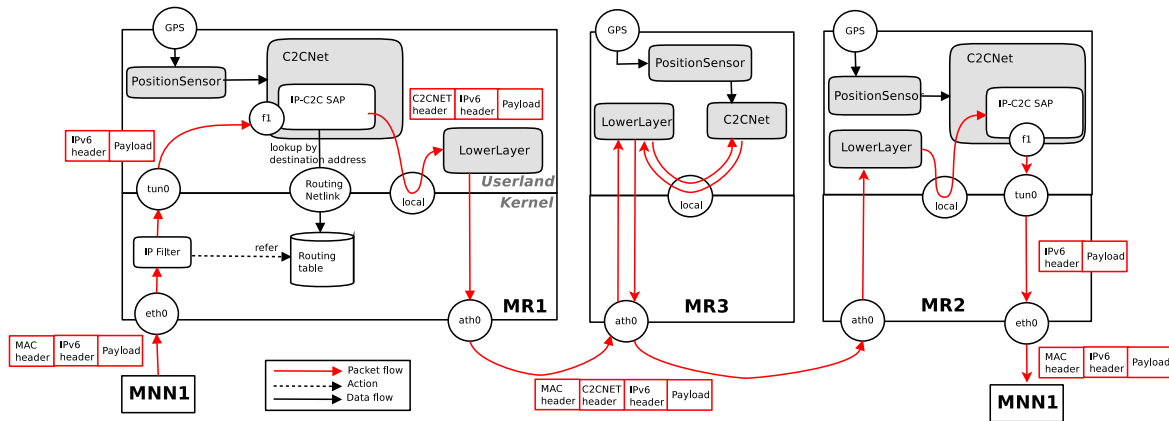 GPS
PositionSensor
C2CNet
IP-C2C SAP
f1
C2CNET
header
IPv6
header
Payload
IPv6
header
Payload
lookup by
destination address
LowerLayer
Userland
Kernel
tun0
Routing
Netlink
local
IP Filter
refer
Routing
table
eth0
MR1
ath0
MAC
header
IPv6
header
Payload
MNN1
Packet flow
Action
Data flow
GPS
PositionSensor
LowerLayer
C2CNet
local
MR3
ath0
MAC
header
C2CNET
header
IPv6
header
Payload
GPS
PositionSensor
C2CNet
IP-C2C SAP
f1
LowerLayer
local
tun0
IPv6
header
Payload
MR2
ath0
eth0
MAC
header
IPv6
header
Payload
MNN1